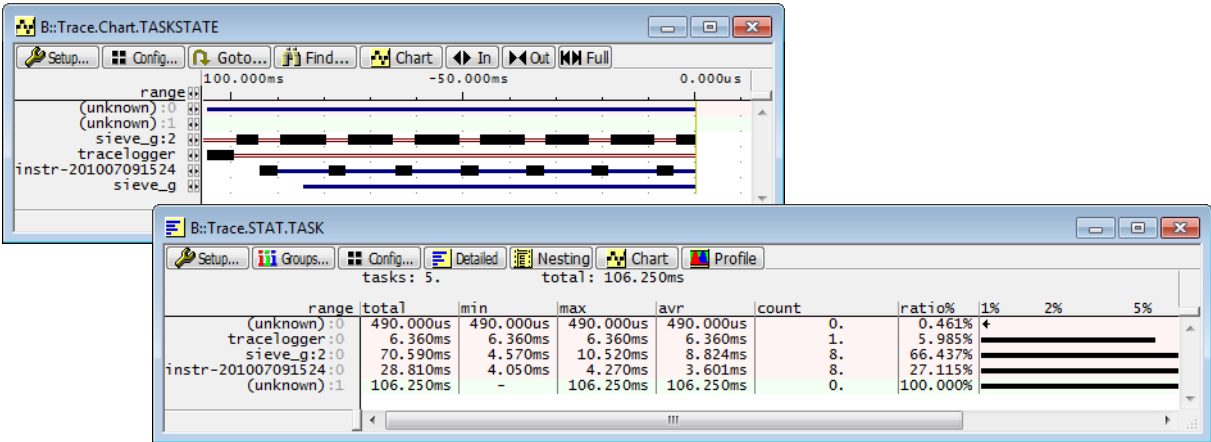 B::Trace.Chart.TASKSTATE
Setup... Config... Goto... Find... Chart In Out Full
100.000ms -50.000ms 0.000us
range
(unknown):0
(unknown):1
sieve_g:2
tracelogger
instr-201007091524
sieve_g
B::Trace.STAT.TASK
Setup... Groups... Config... Detailed Nesting Chart Profile
tasks: 5. total: 106.250ms
range total min max avr count ratio% 1% 2% 5%
(unknown):0 490.000us 490.000us 490.000us 490.000us 0. 0.461%
tracelogger:0 6.360ms 6.360ms 6.360ms 6.360ms 1. 5.985%
sieve_g:2:0 70.590ms 4.570ms 10.520ms 8.824ms 8. 66.437%
instr-201007091524:0 28.810ms 4.050ms 4.270ms 3.601ms 8. 27.115%
(unknown):1 106.250ms - 106.250ms 106.250ms 0. 100.000%